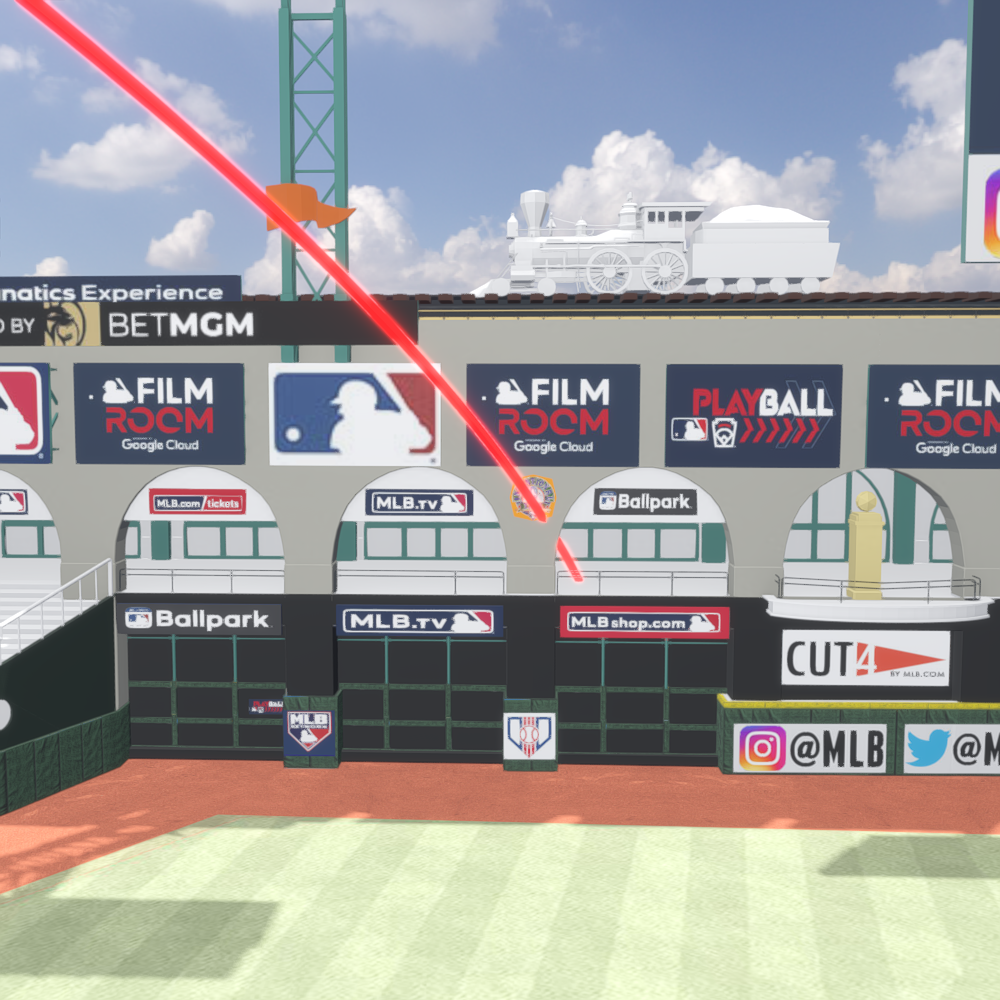 natics Experience
D BY
BETMGM
FILM
ROOM
Google Cloud
FILM
ROOM
Google Cloud
PLAYBALL
FILM
ROOM
Google Cloud
MLB.com/tickets
MLB.TV
Ballpark
Ballpark
MLB.TV
MLBshop.com
CUT4
BY MLB.COM
MLB
@MLB
@M